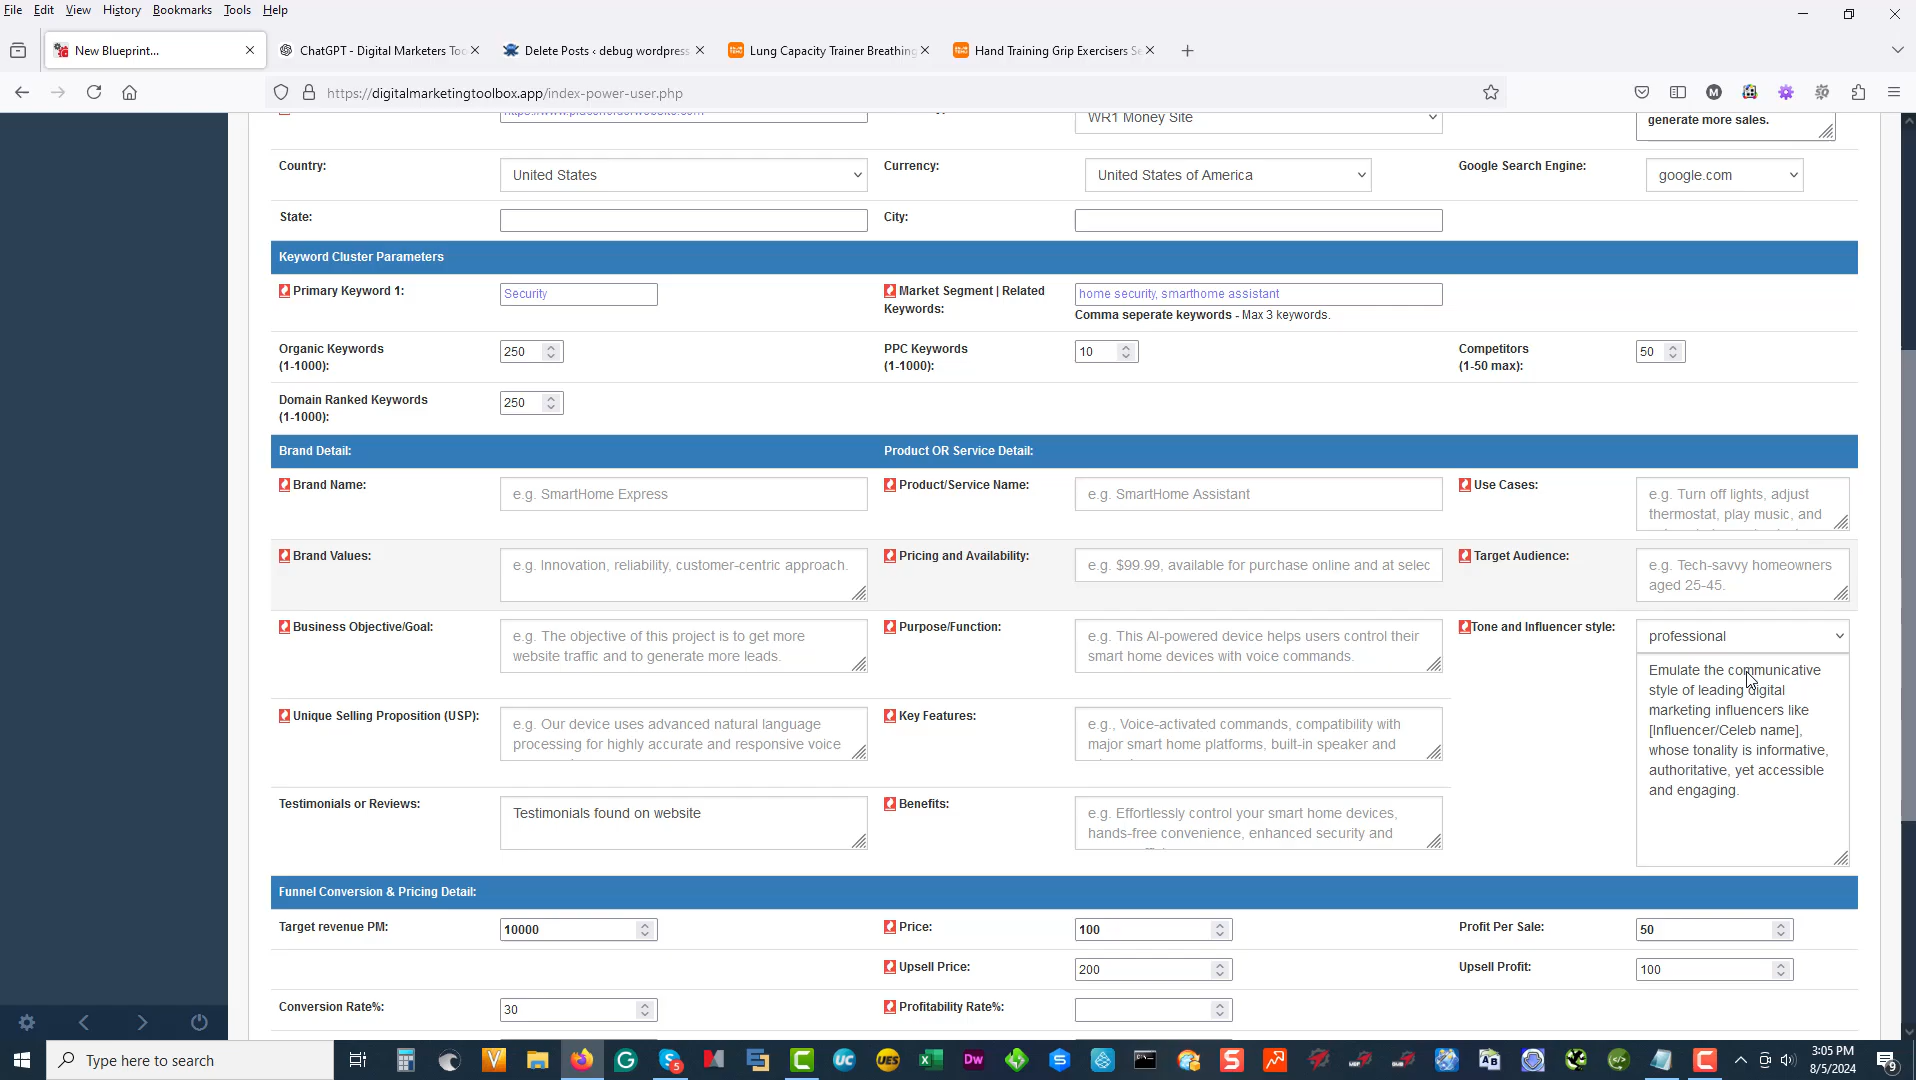 File Edit View History Bookmarks Tools Help
New Blueprint...
ChatGPT - Digital Marketers Too
Delete Posts ‹ debug wordpress
Lung Capacity Trainer Breathing
Hand Training Grip Exercisers Se
https://digitalmarketingtoolbox.app/index-power-user.php
https://www.placeholderwebsite.com
WR1 Money Site
generate more sales.
Country:
United States
Currency:
United States of America
Google Search Engine:
google.com
State:
City:
Keyword Cluster Parameters
Primary Keyword 1:
Security
Market Segment | Related
Keywords:
home security, smarthome assistant
Comma seperate keywords - Max 3 keywords.
Organic Keywords
(1-1000):
250
PPC Keywords
(1-1000):
10
Competitors
(1-50 max):
50
Domain Ranked Keywords
(1-1000):
250
Brand Detail:
Product OR Service Detail:
Brand Name:
e.g. SmartHome Express
Product/Service Name:
e.g. SmartHome Assistant
Use Cases:
e.g. Turn off lights, adjust
thermostat, play music, and
Brand Values:
e.g. Innovation, reliability, customer-centric approach.
Pricing and Availability:
e.g. $99.99, available for purchase online and at selec
Target Audience:
e.g. Tech-savvy homeowners
aged 25-45.
Business Objective/Goal:
e.g. The objective of this project is to get more
website traffic and to generate more leads.
Purpose/Function:
e.g. This AI-powered device helps users control their
smart home devices with voice commands.
Tone and Influencer style:
professional
Emulate the communicative
style of leading digital
marketing influencers like
[Influencer/Celeb name],
whose tonality is informative,
authoritative, yet accessible
and engaging.
Unique Selling Proposition (USP):
e.g. Our device uses advanced natural language
processing for highly accurate and responsive voice
Key Features:
e.g., Voice-activated commands, compatibility with
major smart home platforms, built-in speaker and
Testimonials or Reviews:
Testimonials found on website
Benefits:
e.g. Effortlessly control your smart home devices,
hands-free convenience, enhanced security and
Funnel Conversion & Pricing Detail:
Target revenue PM:
10000
Price:
100
Profit Per Sale:
50
Upsell Price:
200
Upsell Profit:
100
Conversion Rate%:
30
Profitability Rate%:
Type here to search
3:05 PM
8/5/2024